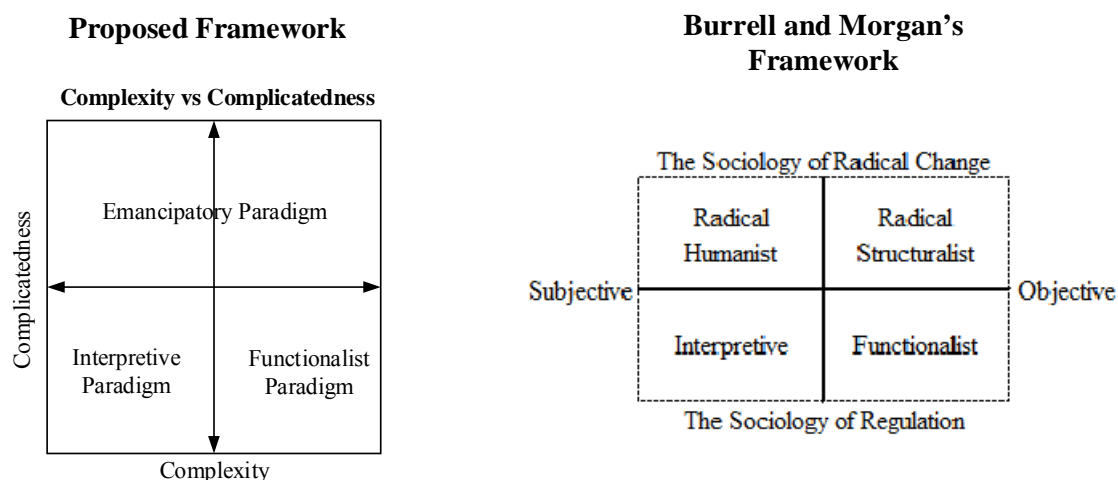 Proposed Framework
Complexity vs Complicatedness
Emancipatory Paradigm
Complicatedness
Interpretive
Paradigm
Functionalist
Paradigm
Complexity
Burrell and Morgan’s
Framework
The Sociology of Radical Change
Radical
Humanist
Radical
Structuralist
Subjective
Objective
Interpretive
Functionalist
The Sociology of Regulation